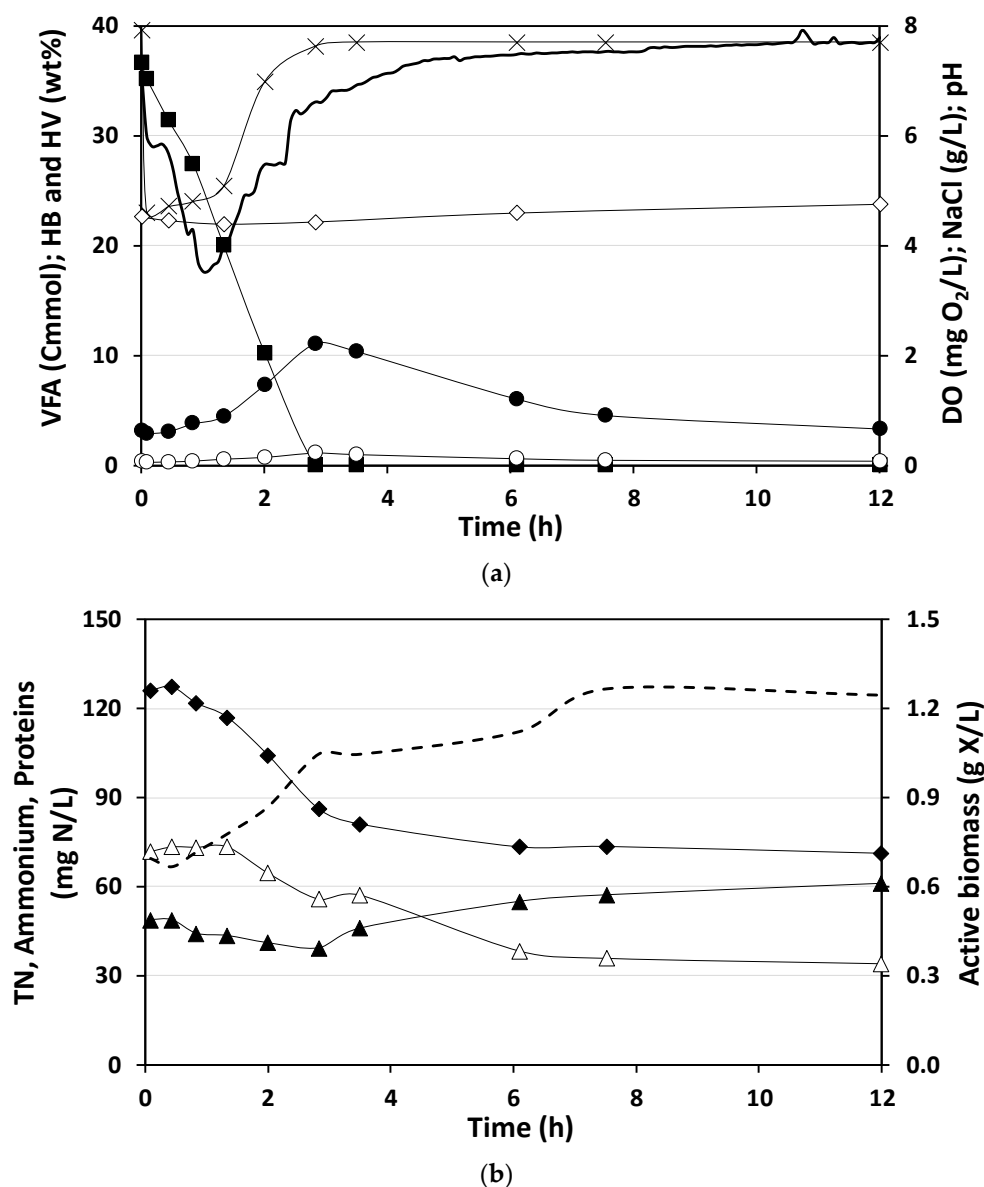 40
30
20
10
0
8
6
4
2
0
0 2 4 6 8 10 12
VFA (Cmmol); HB and HV (wt%)
DO (mg O₂/L); NaCl (g/L); pH
Time (h)
(a)
150
120
90
60
30
0
1.5
1.2
0.9
0.6
0.3
0.0
0 2 4 6 8 10 12
TN, Ammonium, Proteins
(mg N/L)
Active biomass (g X/L)
Time (h)
(b)